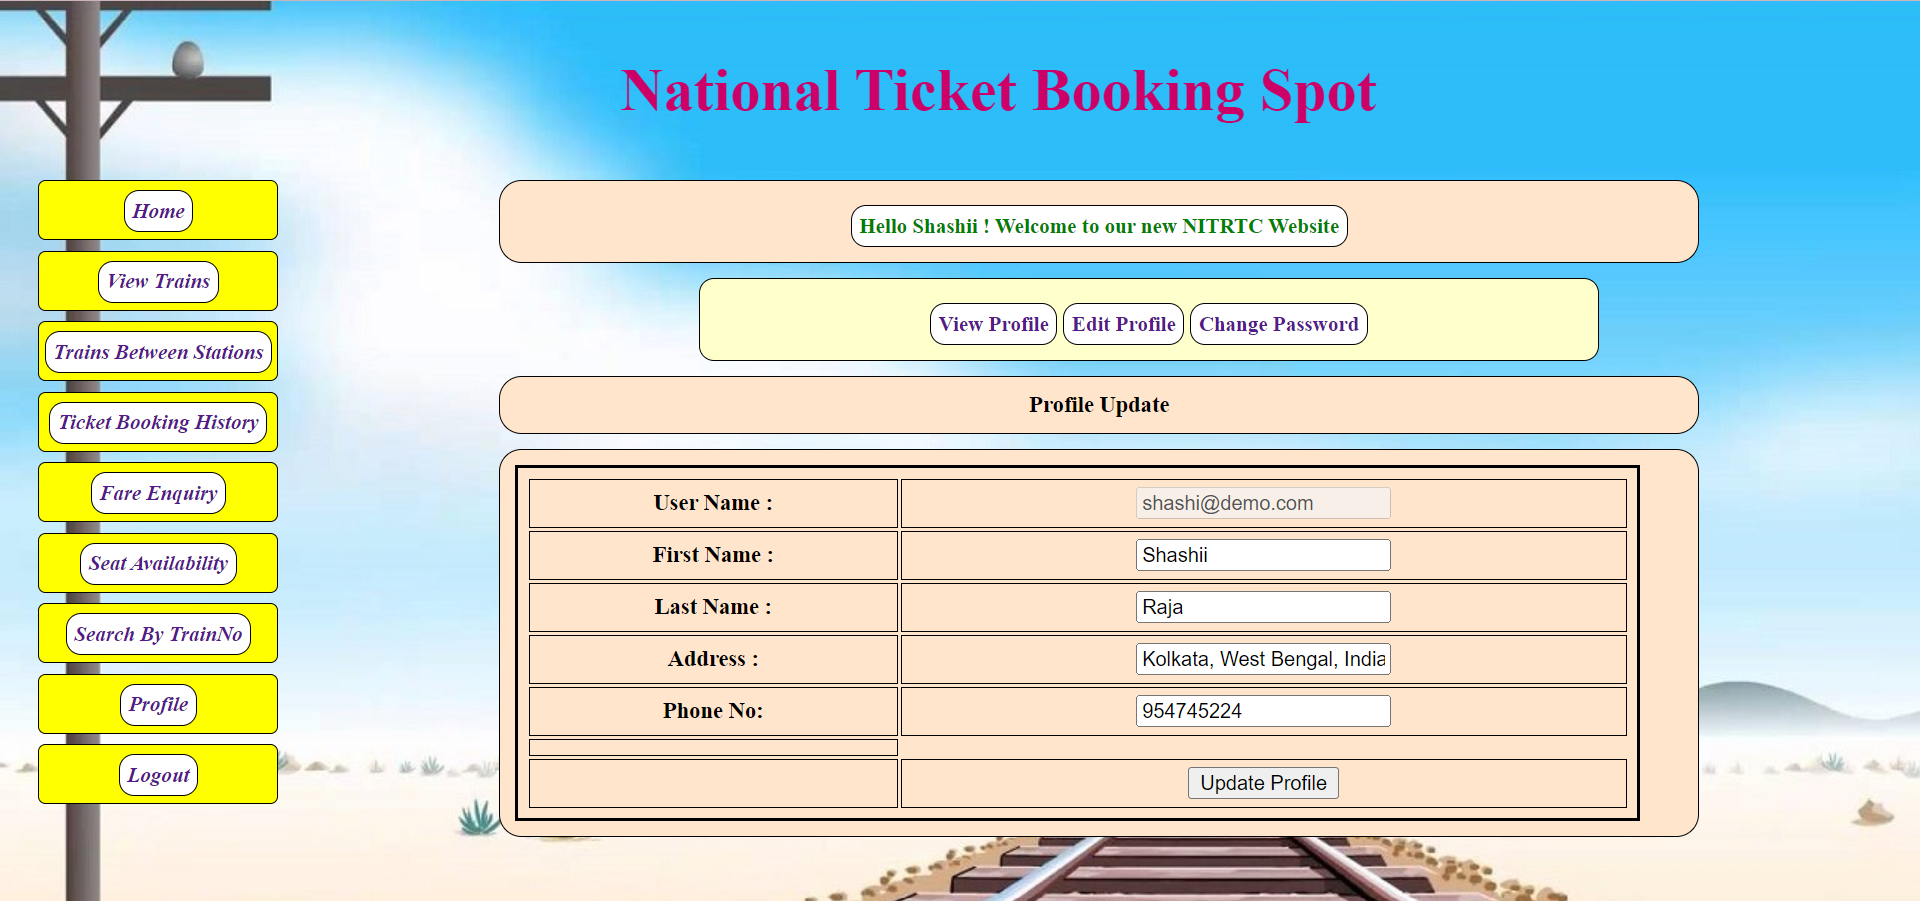 National Ticket Booking Spot
Home
View Trains
Trains Between Stations
Ticket Booking History
Fare Enquiry
Seat Availability
Search By TrainNo
Profile
Logout
Hello Shashii ! Welcome to our new NITRTC Website
View Profile Edit Profile Change Password
Profile Update
User Name : shashi@demo.com
First Name : Shashii
Last Name : Raja
Address : Kolkata, West Bengal, India
Phone No: 954745224
Update Profile